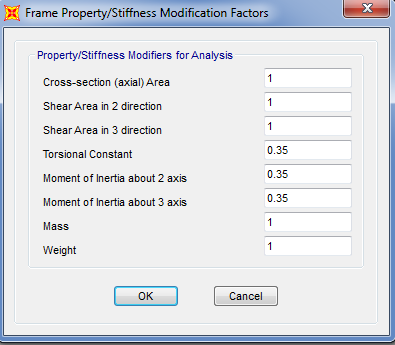 Frame Property/Stiffness Modification Factors
Property/Stiffness Modifiers for Analysis
Cross-section (axial) Area 1
Shear Area in 2 direction 1
Shear Area in 3 direction 1
Torsional Constant 0.35
Moment of Inertia about 2 axis 0.35
Moment of Inertia about 3 axis 0.35
Mass 1
Weight 1
OK Cancel